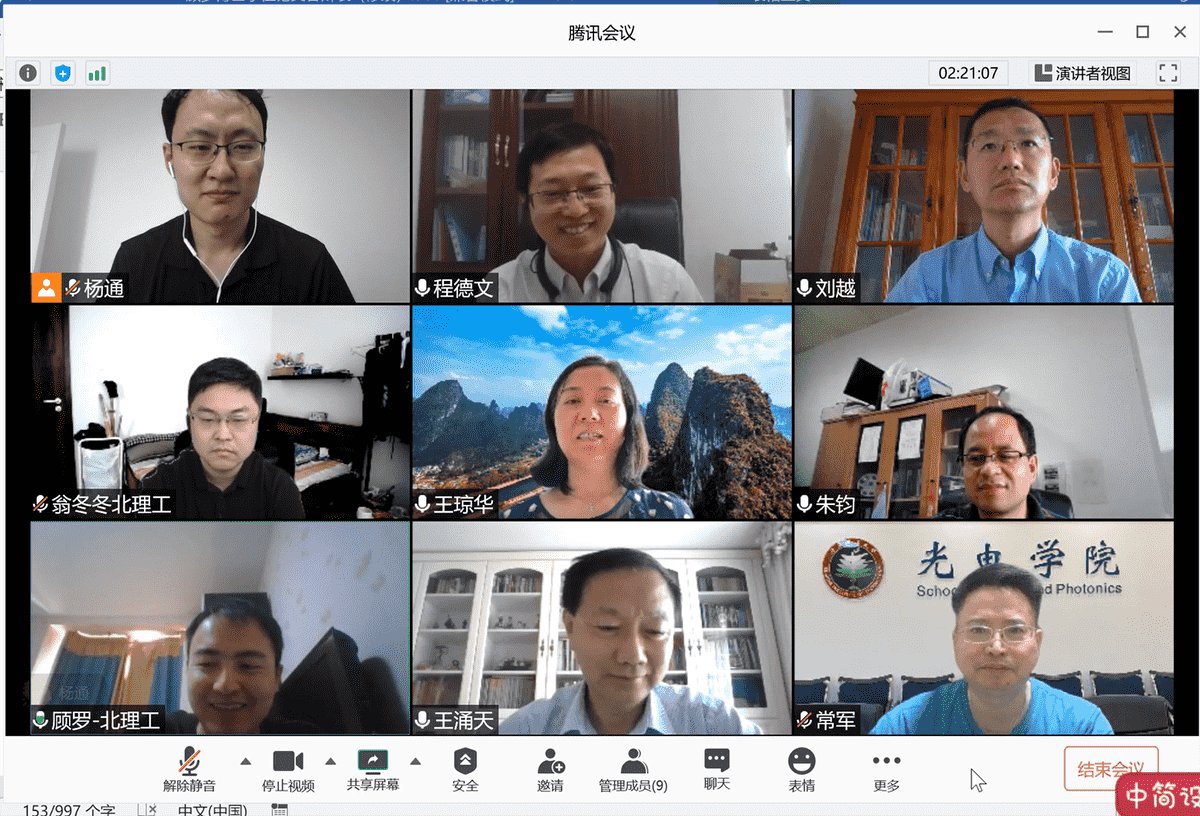 腾讯会议
02:21:07
演讲者视图
杨通
程德文
刘越
翁冬冬北理工
王琼华
朱钧
光电学院
and Photonics
杨通
顾罗-北理工
王涌天
常军
解除静音
停止视频
共享屏幕
安全
邀请
管理成员(9)
聊天
表情
更多
结束会议
中简
153/997 个字
中文(中国)